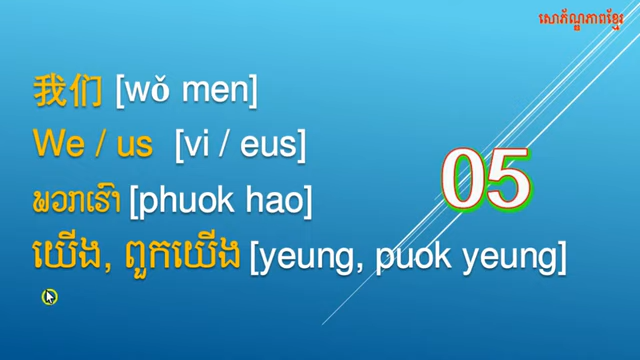 សោភ័ណ្ឌភាពខ្មែរ
我们 [wǒ men]
We / us [vi / eus]
05
ພວກເຮົາ [phuok hao]
យើង, ពួកយើង [yeung, puok yeung]